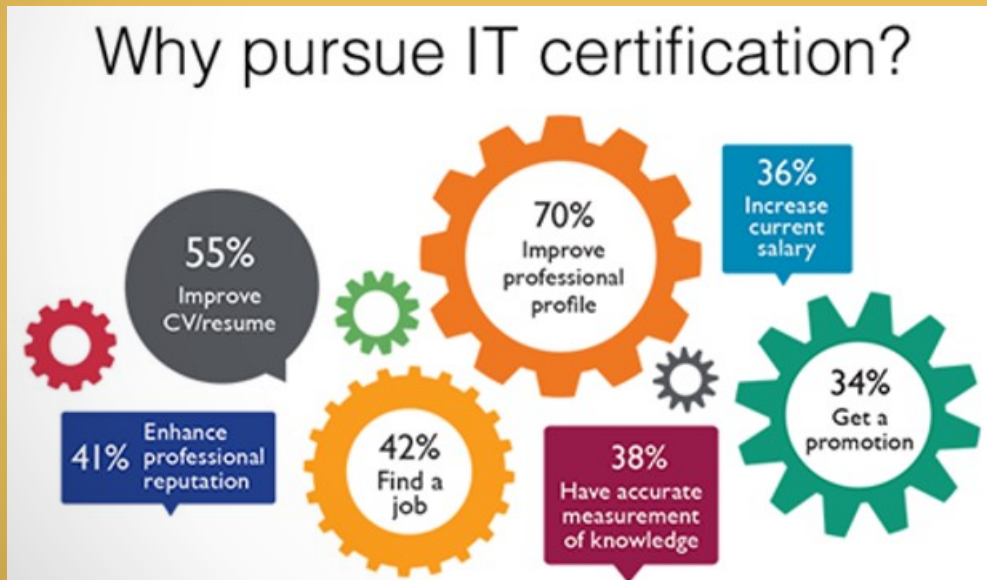 Why pursue IT certification?
55%
Improve
CV/resume
70%
Improve
professional
profile
36%
Increase
current
salary
41%
Enhance
professional
reputation
42%
Find a
job
38%
Have accurate
measurement
of knowledge
34%
Get a
promotion